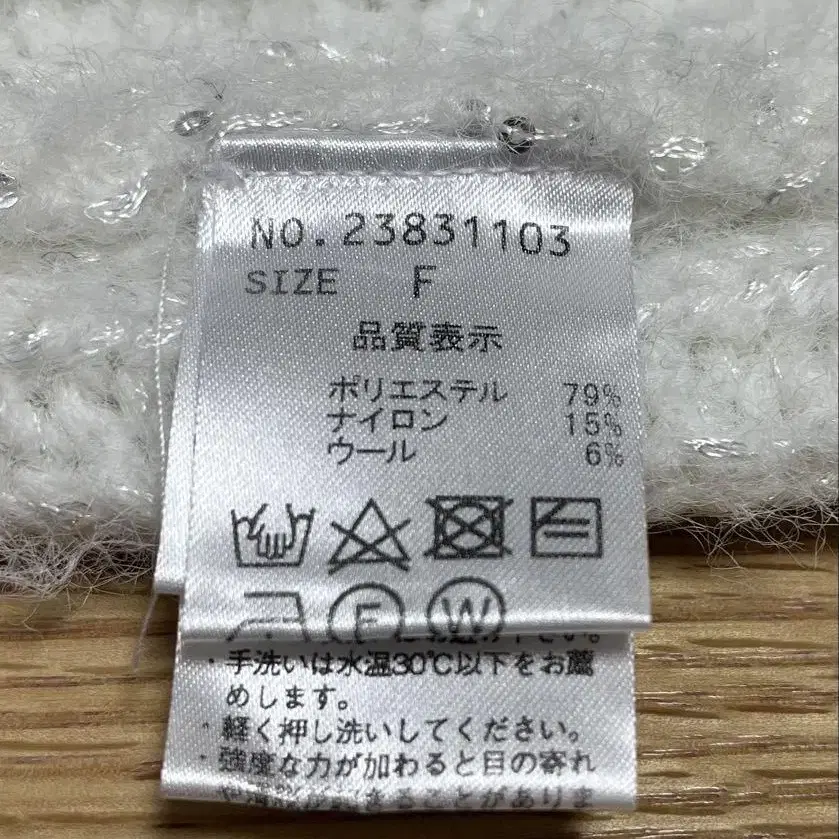 NO. 23831103
SIZE F
品質表示
ポリエステル 79%
ナイロン 15%
ウール 6%
F W
・手洗いは水温30℃以下をお薦
めします。
・軽く押し洗いしてください。
・強度な力が加わると目の寄れ